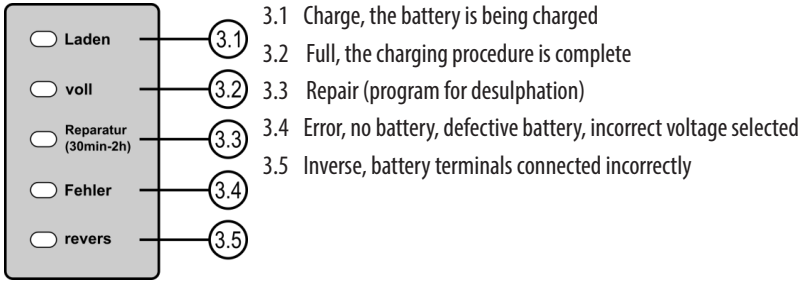 Laden
voll
Reparatur
(30min-2h)
Fehler
revers
3.1
3.2
3.3
3.4
3.5
3.1 Charge, the battery is being charged
3.2 Full, the charging procedure is complete
3.3 Repair (program for desulphation)
3.4 Error, no battery, defective battery, incorrect voltage selected
3.5 Inverse, battery terminals connected incorrectly